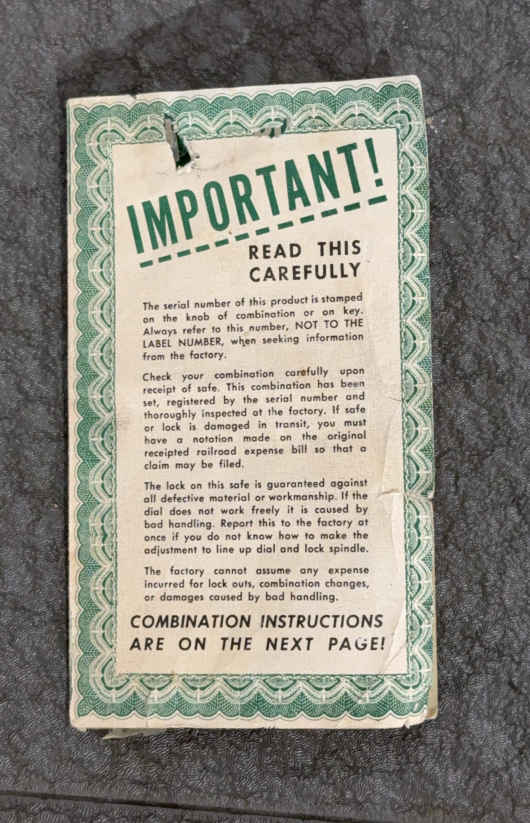 IMPORTANT!
READ THIS
CAREFULLY
The serial number of this product is stamped
on the knob of combination or on key.
Always refer to this number, NOT TO THE
LABEL NUMBER, when seeking information
from the factory.
Check your combination carefully upon
receipt of safe. This combination has been
set, registered by the serial number and
thoroughly inspected at the factory. If safe
or lock is damaged in transit, you must
have a notation made on the original
receipted railroad expense bill so that a
claim may be filed.
The lock on this safe is guaranteed against
all defective material or workmanship. If the
dial does not work freely it is caused by
bad handling. Report this to the factory at
once if you do not know how to make the
adjustment to line up dial and lock spindle.
The factory cannot assume any expense
incurred for lock outs, combination changes,
or damages caused by bad handling.
COMBINATION INSTRUCTIONS
ARE ON THE NEXT PAGE!